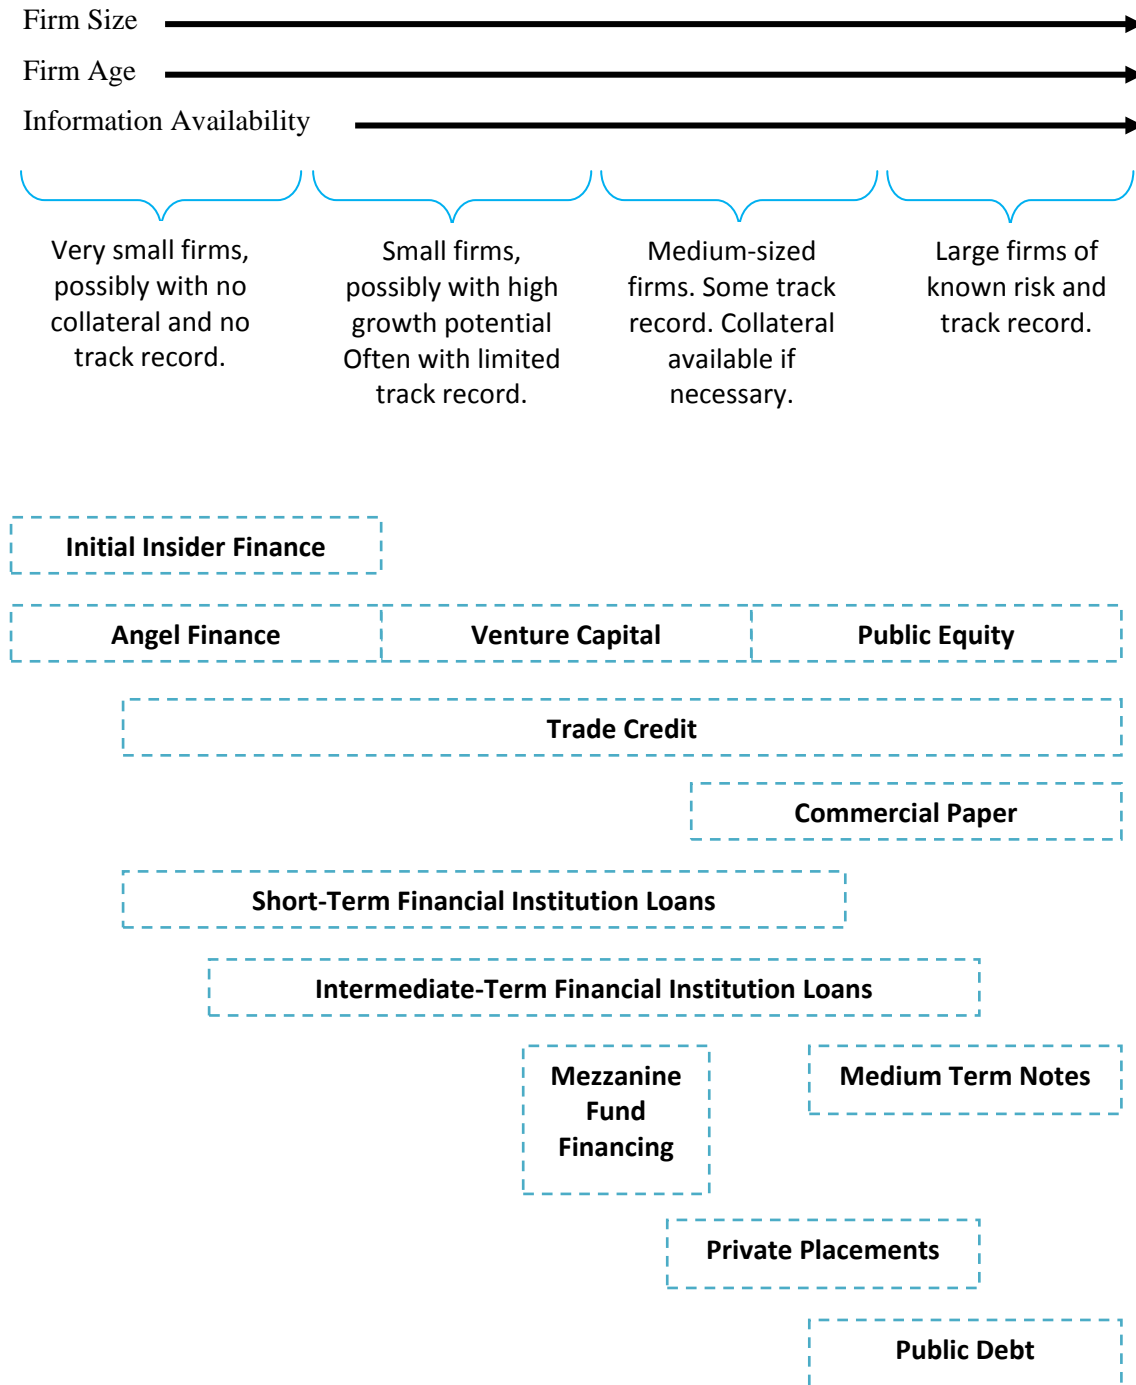 Firm Size
Firm Age
Information Availability
Very small firms,
possibly with no
collateral and no
track record.
Small firms,
possibly with high
growth potential
Often with limited
track record.
Medium-sized
firms. Some track
record. Collateral
available if
necessary.
Large firms of
known risk and
track record.
Initial Insider Finance
Angel Finance
Venture Capital
Public Equity
Trade Credit
Commercial Paper
Short-Term Financial Institution Loans
Intermediate-Term Financial Institution Loans
Mezzanine
Fund
Financing
Medium Term Notes
Private Placements
Public Debt